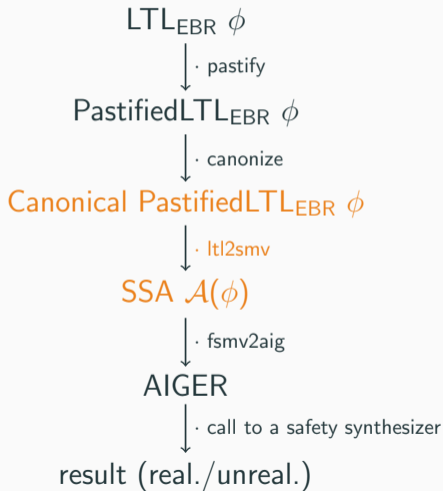 LTL_EBR ϕ
· pastify
PastifiedLTL_EBR ϕ
· canonize
Canonical PastifiedLTL_EBR ϕ
· ltl2smv
SSA 𝒜(ϕ)
· fsmv2aig
AIGER
· call to a safety synthesizer
result (real./unreal.)